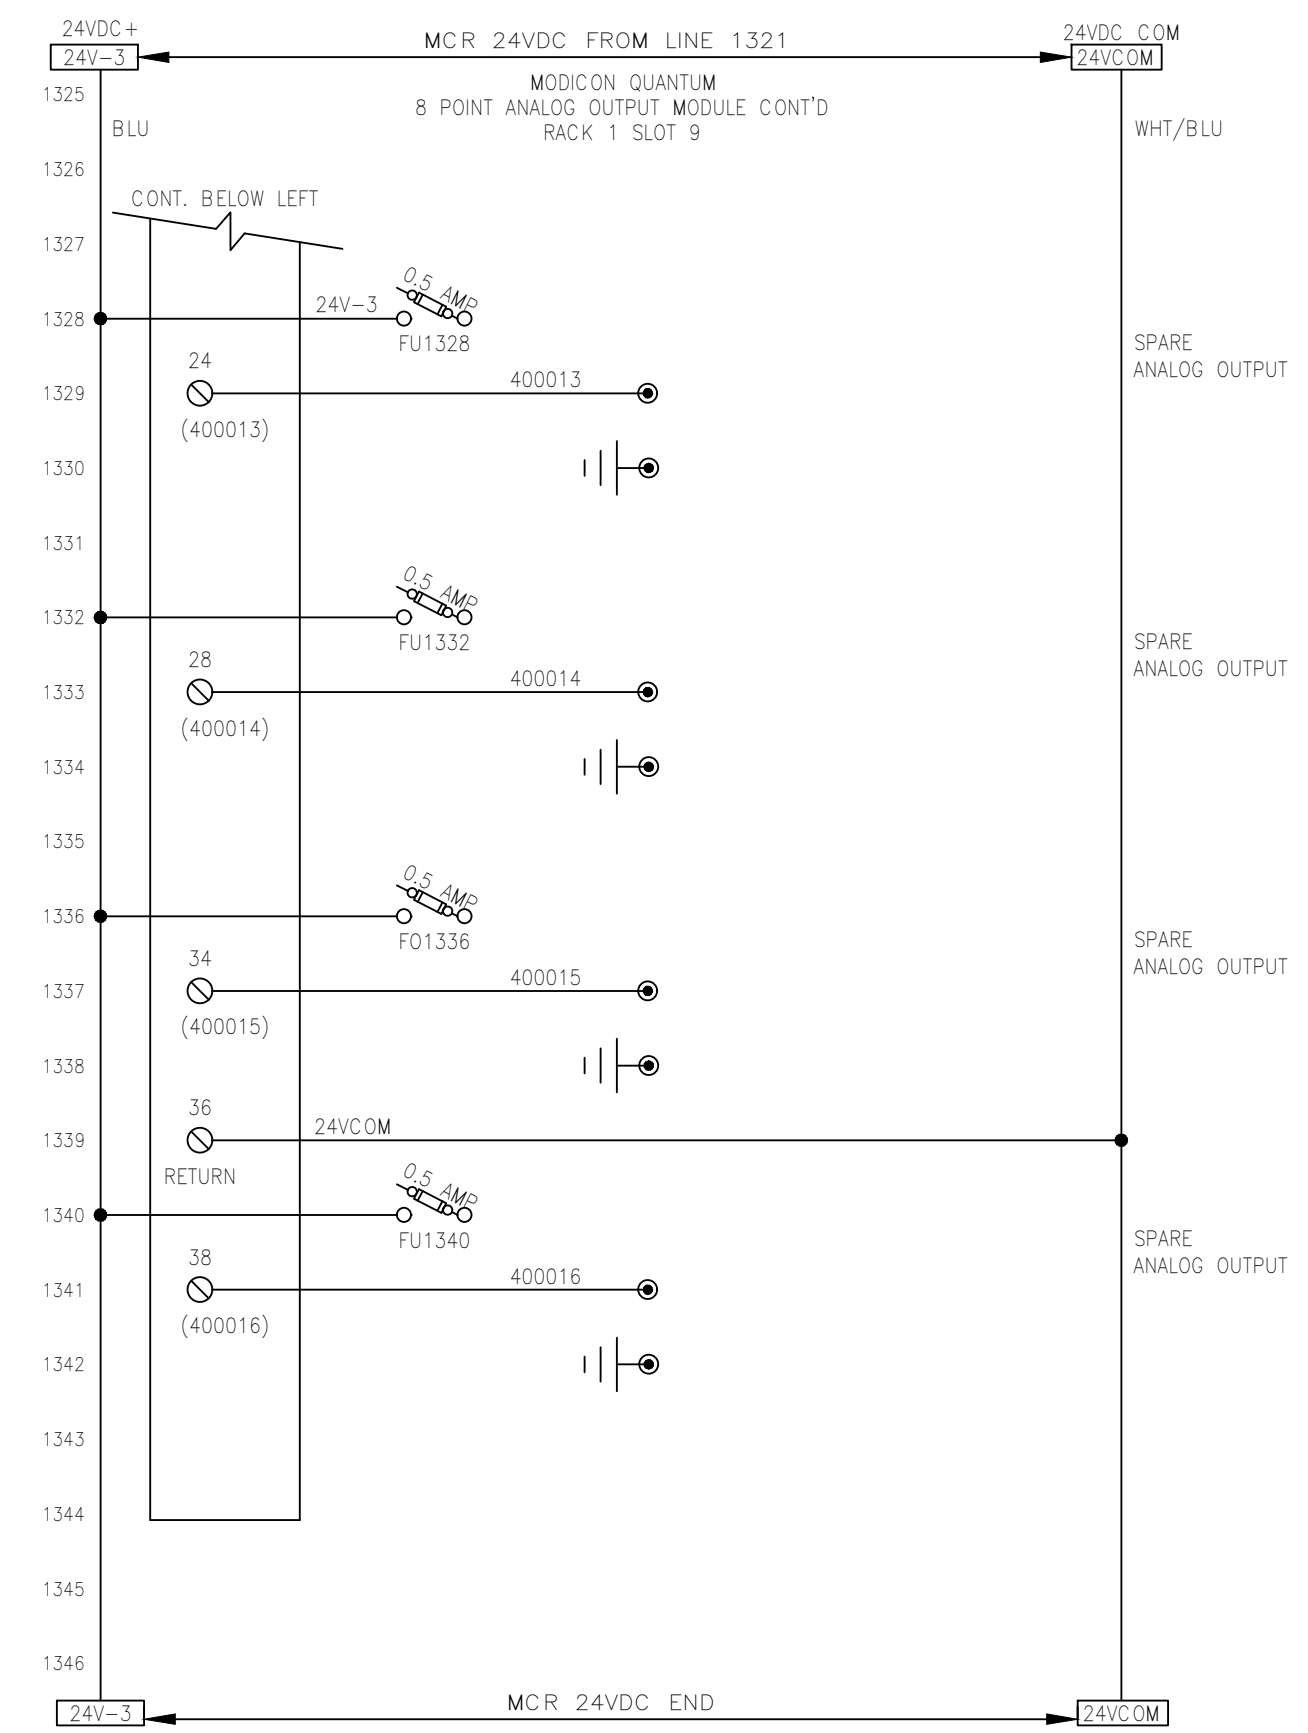 24VDC+
24VDC COM
24V-3
MCR 24VDC FROM LINE 1321
24VCOM
MODICON QUANTUM
8 POINT ANALOG OUTPUT MODULE CONT'D
RACK 1 SLOT 9
1325
BLU
WHT/BLU
1326
CONT. BELOW LEFT
1327
0.5 AMP
24V-3
1328
FU1328
SPARE
ANALOG OUTPUT
24
400013
1329
(400013)
1330
1331
0.5 AMP
1332
FU1332
SPARE
ANALOG OUTPUT
28
400014
1333
(400014)
1334
1335
0.5 AMP
1336
FO1336
SPARE
ANALOG OUTPUT
34
400015
1337
(400015)
1338
36
24VCOM
1339
RETURN
0.5 AMP
1340
FU1340
SPARE
ANALOG OUTPUT
38
400016
1341
(400016)
1342
1343
1344
1345
1346
24V-3
MCR 24VDC END
24VCOM